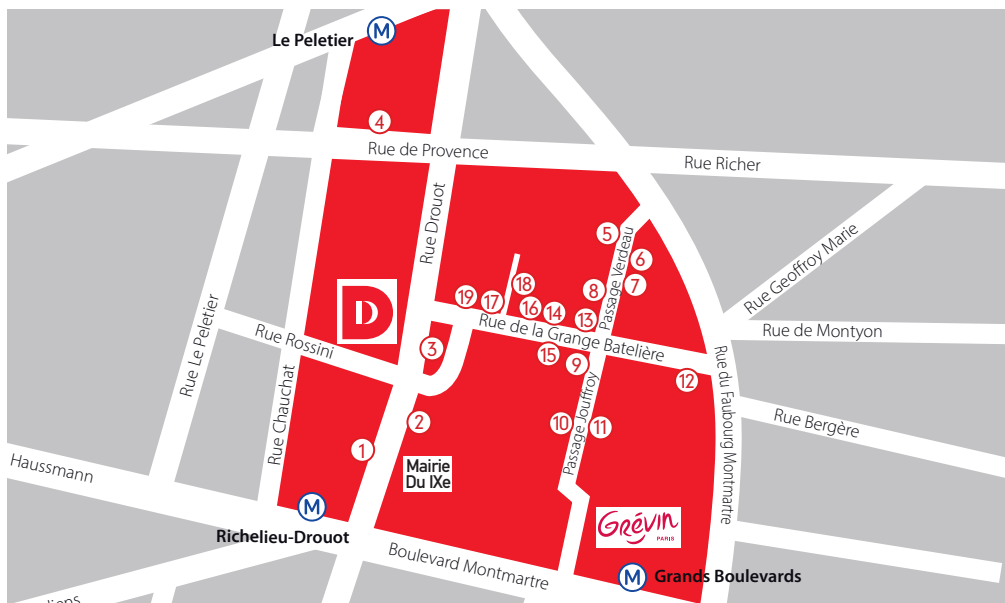 M
Le Peletier
4
Rue de Provence
Rue Richer
Rue Drouot
5
6
7
8
Passage Verdeau
Rue Geoffroy Marie
D
19
17
18
16
14
13
Rue de la Grange Batelière
Rue de Montyon
Rue Le Peletier
Rue Rossini
3
15
9
12
Rue du Faubourg Montmartre
Rue Chauchat
2
10
11
Passage Jouffroy
Rue Bergère
1
Mairie
Du IXe
Haussmann
M
Richelieu-Drouot
GRéVIN
PARIS
Boulevard Montmartre
M
Grands Boulevards